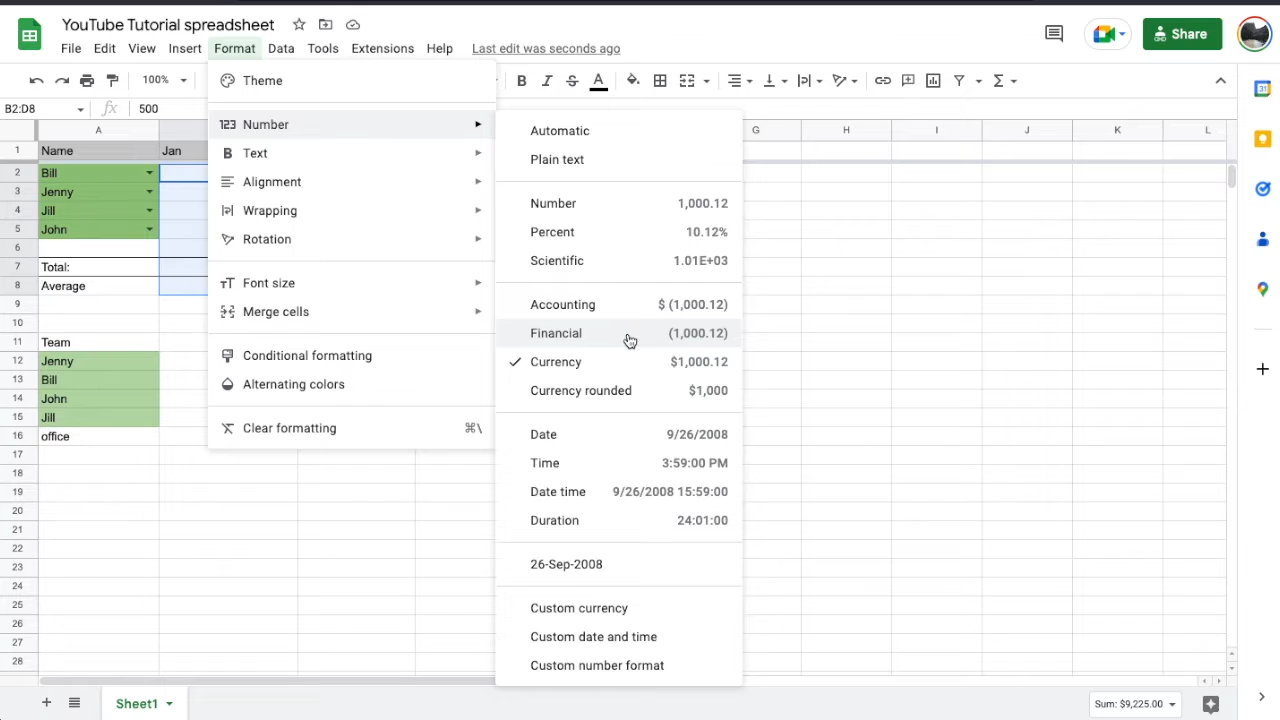 YouTube Tutorial spreadsheet
File Edit View Insert Format Data Tools Extensions Help Last edit was seconds ago
Share
100%
B I S A
B2:D8 fx 500
A G H I J K L
1 Name Jan
2 Bill
3 Jenny
4 Jill
5 John
6
7 Total:
8 Average
9
10
11 Team
12 Jenny
13 Bill
14 John
15 Jill
16 office
17
18
19
20
21
22
23
24
25
26
27
28
Theme
123 Number
B Text
Alignment
Wrapping
Rotation
Font size
Merge cells
Conditional formatting
Alternating colors
Clear formatting ⌘\
Automatic
Plain text
Number 1,000.12
Percent 10.12%
Scientific 1.01E+03
Accounting $ (1,000.12)
Financial (1,000.12)
Currency $1,000.12
Currency rounded $1,000
Date 9/26/2008
Time 3:59:00 PM
Date time 9/26/2008 15:59:00
Duration 24:01:00
26-Sep-2008
Custom currency
Custom date and time
Custom number format
Sheet1
Sum: $9,225.00
31